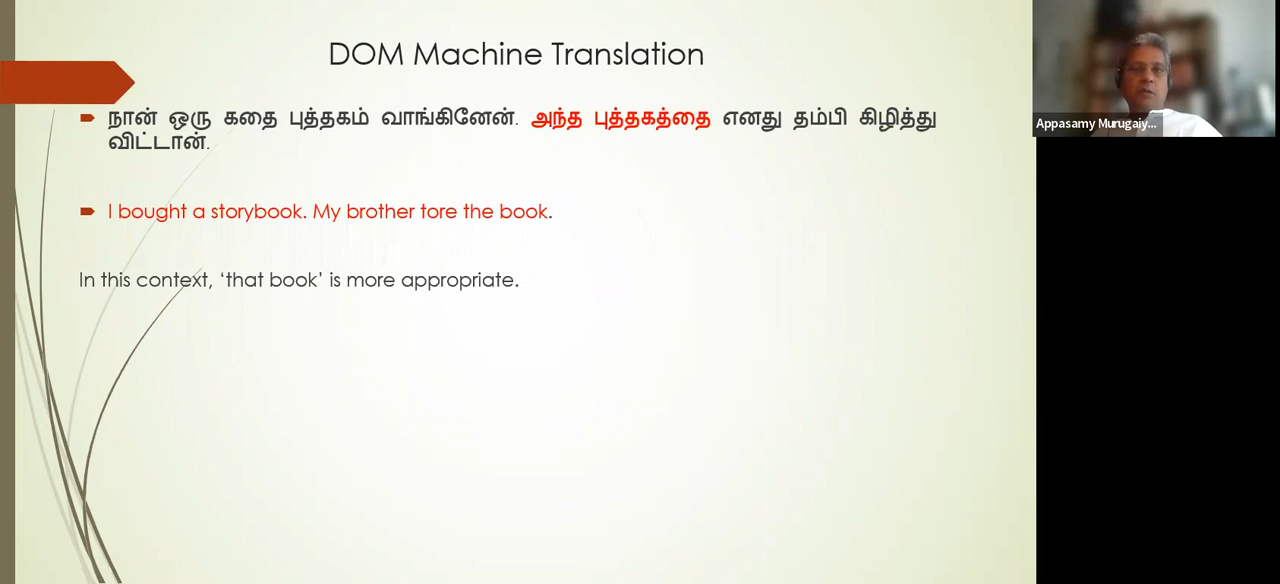 DOM Machine Translation
நான் ஒரு கதை புத்தகம் வாங்கினேன். அந்த புத்தகத்தை எனது தம்பி கிழித்து
விட்டான்.
I bought a storybook. My brother tore the book.
In this context, ‘that book’ is more appropriate.
Appasamy Murugaiy...